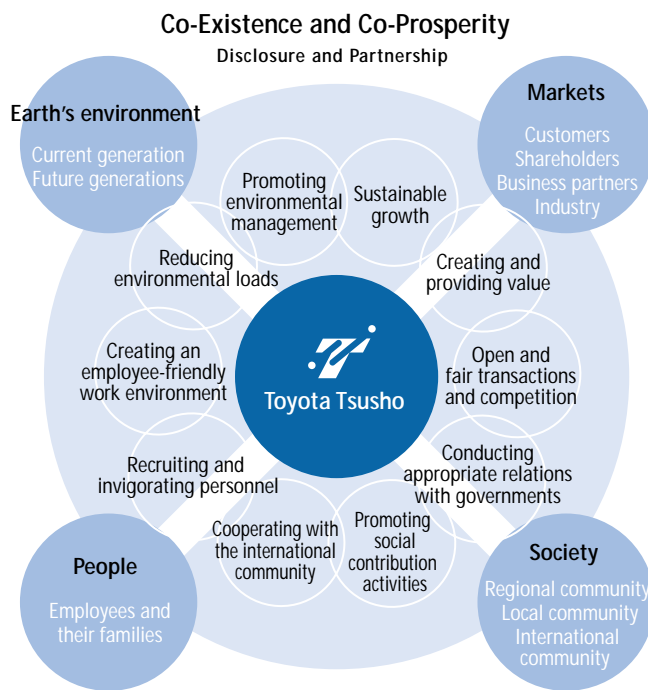 Co-Existence and Co-Prosperity
Disclosure and Partnership
Earth's environment
Current generation
Future generations
Markets
Customers
Shareholders
Business partners
Industry
Promoting
environmental
management
Sustainable
growth
Reducing
environmental loads
Creating and
providing value
Creating an
employee-friendly
work environment
Toyota Tsusho
Open and
fair transactions
and competition
Recruiting and
invigorating personnel
Conducting
appropriate relations
with governments
Cooperating with
the international
community
Promoting
social
contribution
activities
People
Employees and
their families
Society
Regional community
Local community
International
community